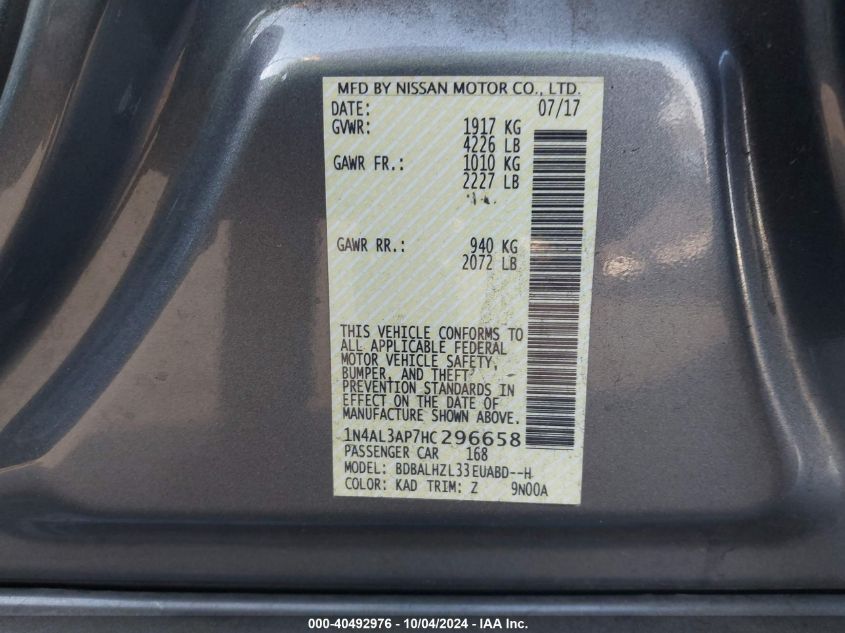 MFD BY NISSAN MOTOR CO., LTD.
DATE: 07/17
GVWR: 1917 KG
4226 LB
GAWR FR.: 1010 KG
2227 LB
GAWR RR.: 940 KG
2072 LB
THIS VEHICLE CONFORMS TO
ALL APPLICABLE FEDERAL
MOTOR VEHICLE SAFETY,
BUMPER, AND THEFT
PREVENTION STANDARDS IN
EFFECT ON THE DATE OF
MANUFACTURE SHOWN ABOVE.
1N4AL3AP7HC296658
PASSENGER CAR 168
MODEL: BDBALHZL33EUABD--H
COLOR: KAD TRIM: Z 9N00A
000-40492976 - 10/04/2024 - IAA Inc.